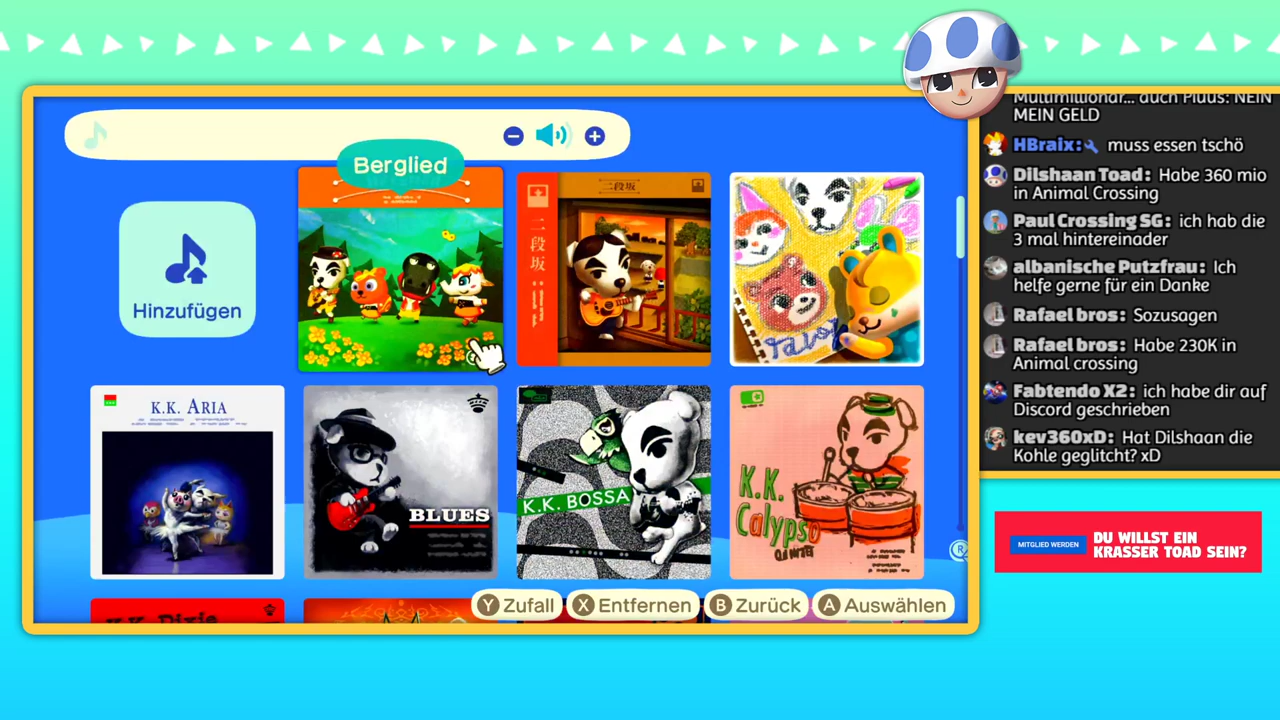 Berglied
Hinzufügen
二段坂
二段坂
K.K. ARIA
BLUES
K.K. BOSSA
K.K.
Calypso
K.K. Dixie
Y Zufall
X Entfernen
B Zurück
A Auswählen
R
Multimillionär... auch Pluus: NEIN
MEIN GELD
HBraix: muss essen tschö
Dilshaan Toad: Habe 360 mio
in Animal Crossing
Paul Crossing SG: ich hab die
3 mal hintereinader
albanische Putzfrau: Ich
helfe gerne für ein Danke
Rafael bros: Sozusagen
Rafael bros: Habe 230K in
Animal crossing
Fabtendo X2: ich habe dir auf
Discord geschrieben
kev360xD: Hat Dilshaan die
Kohle geglitcht? xD
MITGLIED WERDEN
DU WILLST EIN
KRASSER TOAD SEIN?